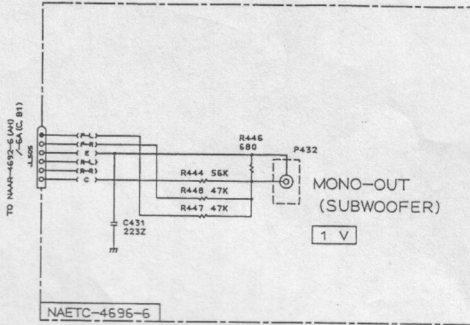 TO NAAR-4692-6(AH)
/-6A(C, B1)
JL505
(P-L)
(P-R)
( E )
(R-L)
(R-R)
( C )
R446
680
P432
R444 56K
R448 47K
R447 47K
C431
223Z
MONO-OUT
(SUBWOOFER)
1 V
NAETC-4696-6